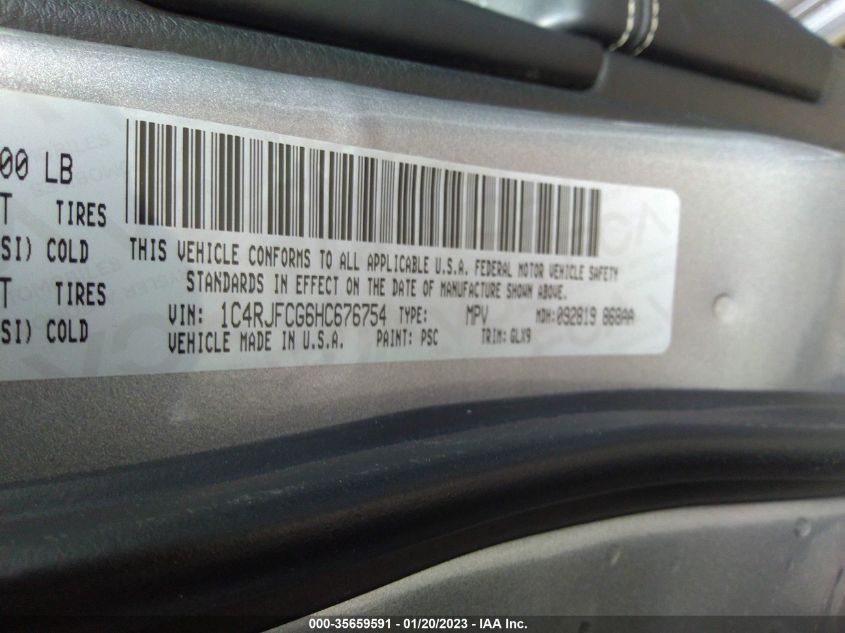 00 LB
T TIRES
SI) COLD
T TIRES
SI) COLD
THIS VEHICLE CONFORMS TO ALL APPLICABLE U.S.A. FEDERAL MOTOR VEHICLE SAFETY
STANDARDS IN EFFECT ON THE DATE OF MANUFACTURE SHOWN ABOVE.
VIN: 1C4RJFCG6HC676754 TYPE: MPV MDH:092819 868AA
VEHICLE MADE IN U.S.A. PAINT: PSC TRIM: GLX9
000-35659591 - 01/20/2023 - IAA Inc.